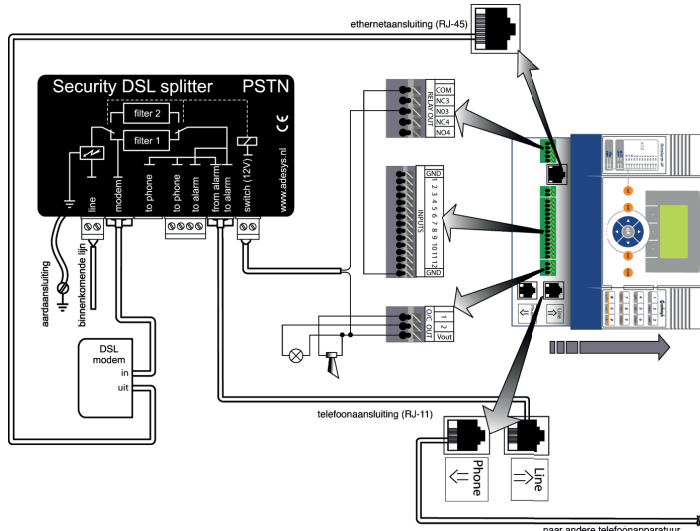 ethernetaansluiting (RJ-45)
Security DSL splitter PSTN
filter 2
filter 1
CE
www.adesys.nl
line
modem
to phone
to phone
to alarm
from alarm
to alarm
switch (12V)
aardaansluiting
binnenkomende lijn
DSL
modem
in
uit
RELAY OUT
COM
NC3
NO3
NC4
NO4
INPUTS
GND
1
2
3
4
5
6
7
8
9
10
11
12
GND
O/C OUT
1
2
Vout
Line
telefoonaansluiting (RJ-11)
Phone
Line
naar andere telefoonapparatuur